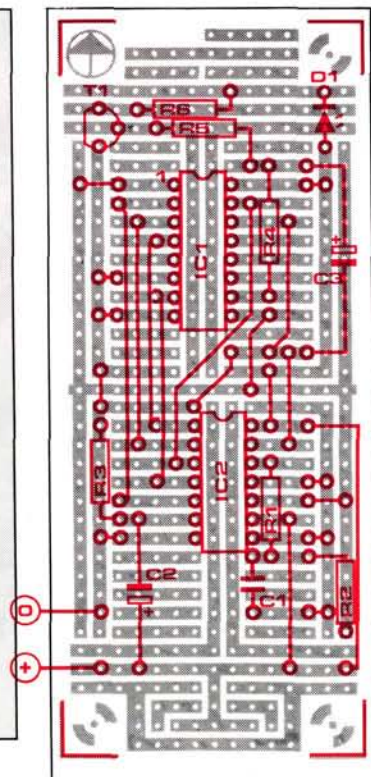 D1
T1
R6
R5
1
IC1
R4
+
C3
R3
IC2
R1
C2
+
C1
R2
0
+